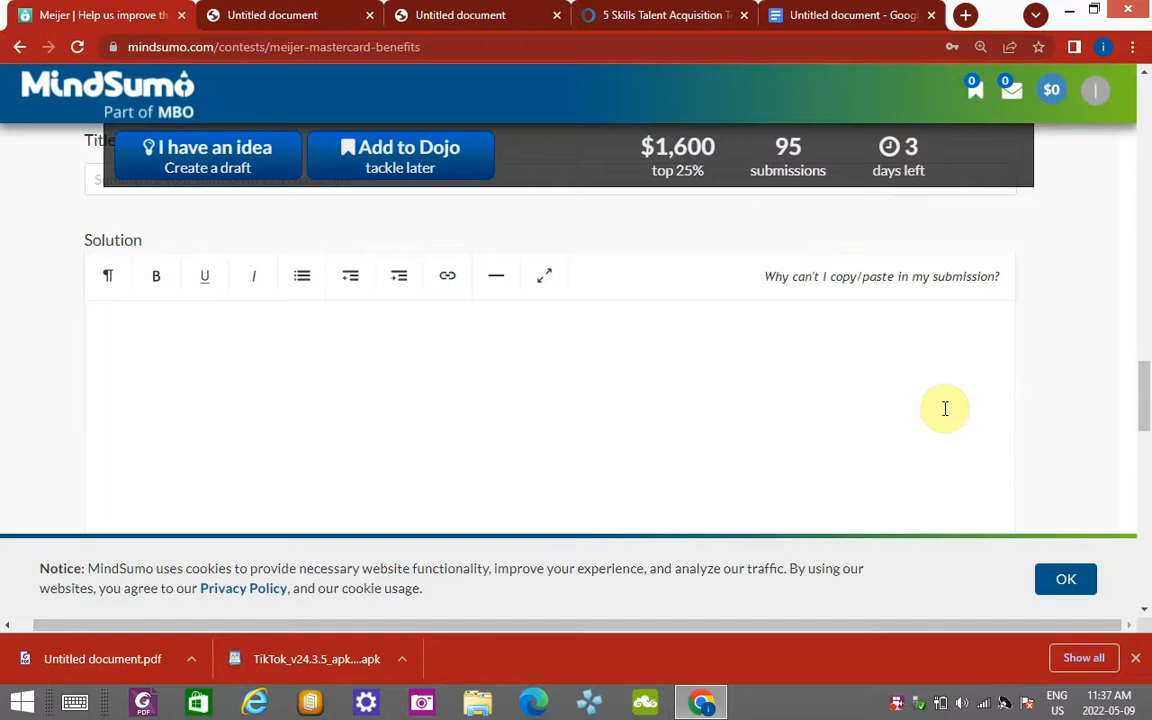 Meijer | Help us improve th
Untitled document
Untitled document
5 Skills Talent Acquisition T
Untitled document - Goog
mindsumo.com/contests/meijer-mastercard-benefits
MindSumo
Part of MBO
0
0
$0
Title
I have an idea
Create a draft
Add to Dojo
tackle later
$1,600
top 25%
95
submissions
3
days left
Solution
B
U
I
Why can't I copy/paste in my submission?
Notice: MindSumo uses cookies to provide necessary website functionality, improve your experience, and analyze our traffic. By using our
websites, you agree to our Privacy Policy, and our cookie usage.
OK
Untitled document.pdf
TikTok_v24.3.5_apk....apk
Show all
ENG
US
11:37 AM
2022-05-09